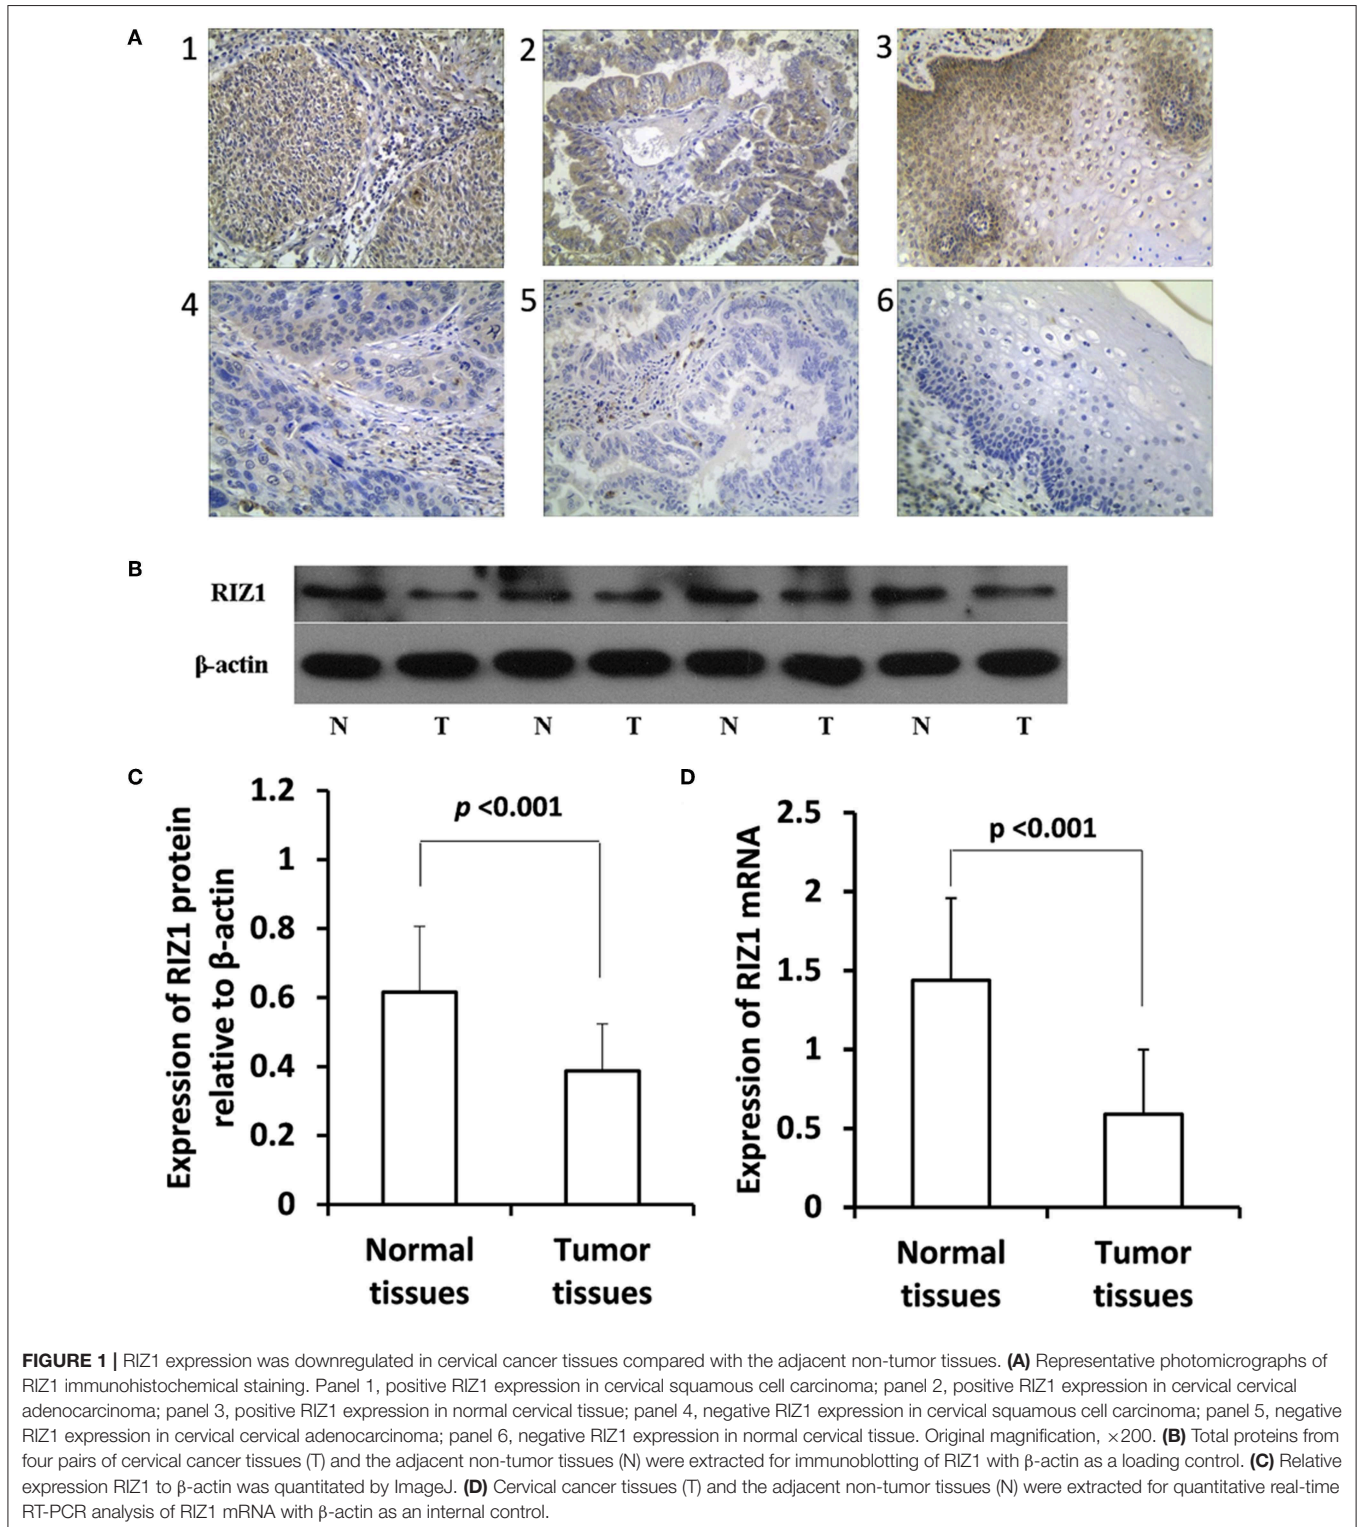 A
1
2
3
4
5
6
B
RIZ1
β-actin
N T N T N T N T
C
Expression of RIZ1 protein
relative to β-actin
1.2
1
0.8
0.6
0.4
0.2
0
p <0.001
Normal
tissues
Tumor
tissues
D
Expression of RIZ1 mRNA
2.5
2
1.5
1
0.5
0
p <0.001
Normal
tissues
Tumor
tissues
FIGURE 1 | RIZ1 expression was downregulated in cervical cancer tissues compared with the adjacent non-tumor tissues. (A) Representative photomicrographs of
RIZ1 immunohistochemical staining. Panel 1, positive RIZ1 expression in cervical squamous cell carcinoma; panel 2, positive RIZ1 expression in cervical cervical
adenocarcinoma; panel 3, positive RIZ1 expression in normal cervical tissue; panel 4, negative RIZ1 expression in cervical squamous cell carcinoma; panel 5, negative
RIZ1 expression in cervical cervical adenocarcinoma; panel 6, negative RIZ1 expression in normal cervical tissue. Original magnification, ×200. (B) Total proteins from
four pairs of cervical cancer tissues (T) and the adjacent non-tumor tissues (N) were extracted for immunoblotting of RIZ1 with β-actin as a loading control. (C) Relative
expression RIZ1 to β-actin was quantitated by ImageJ. (D) Cervical cancer tissues (T) and the adjacent non-tumor tissues (N) were extracted for quantitative real-time
RT-PCR analysis of RIZ1 mRNA with β-actin as an internal control.